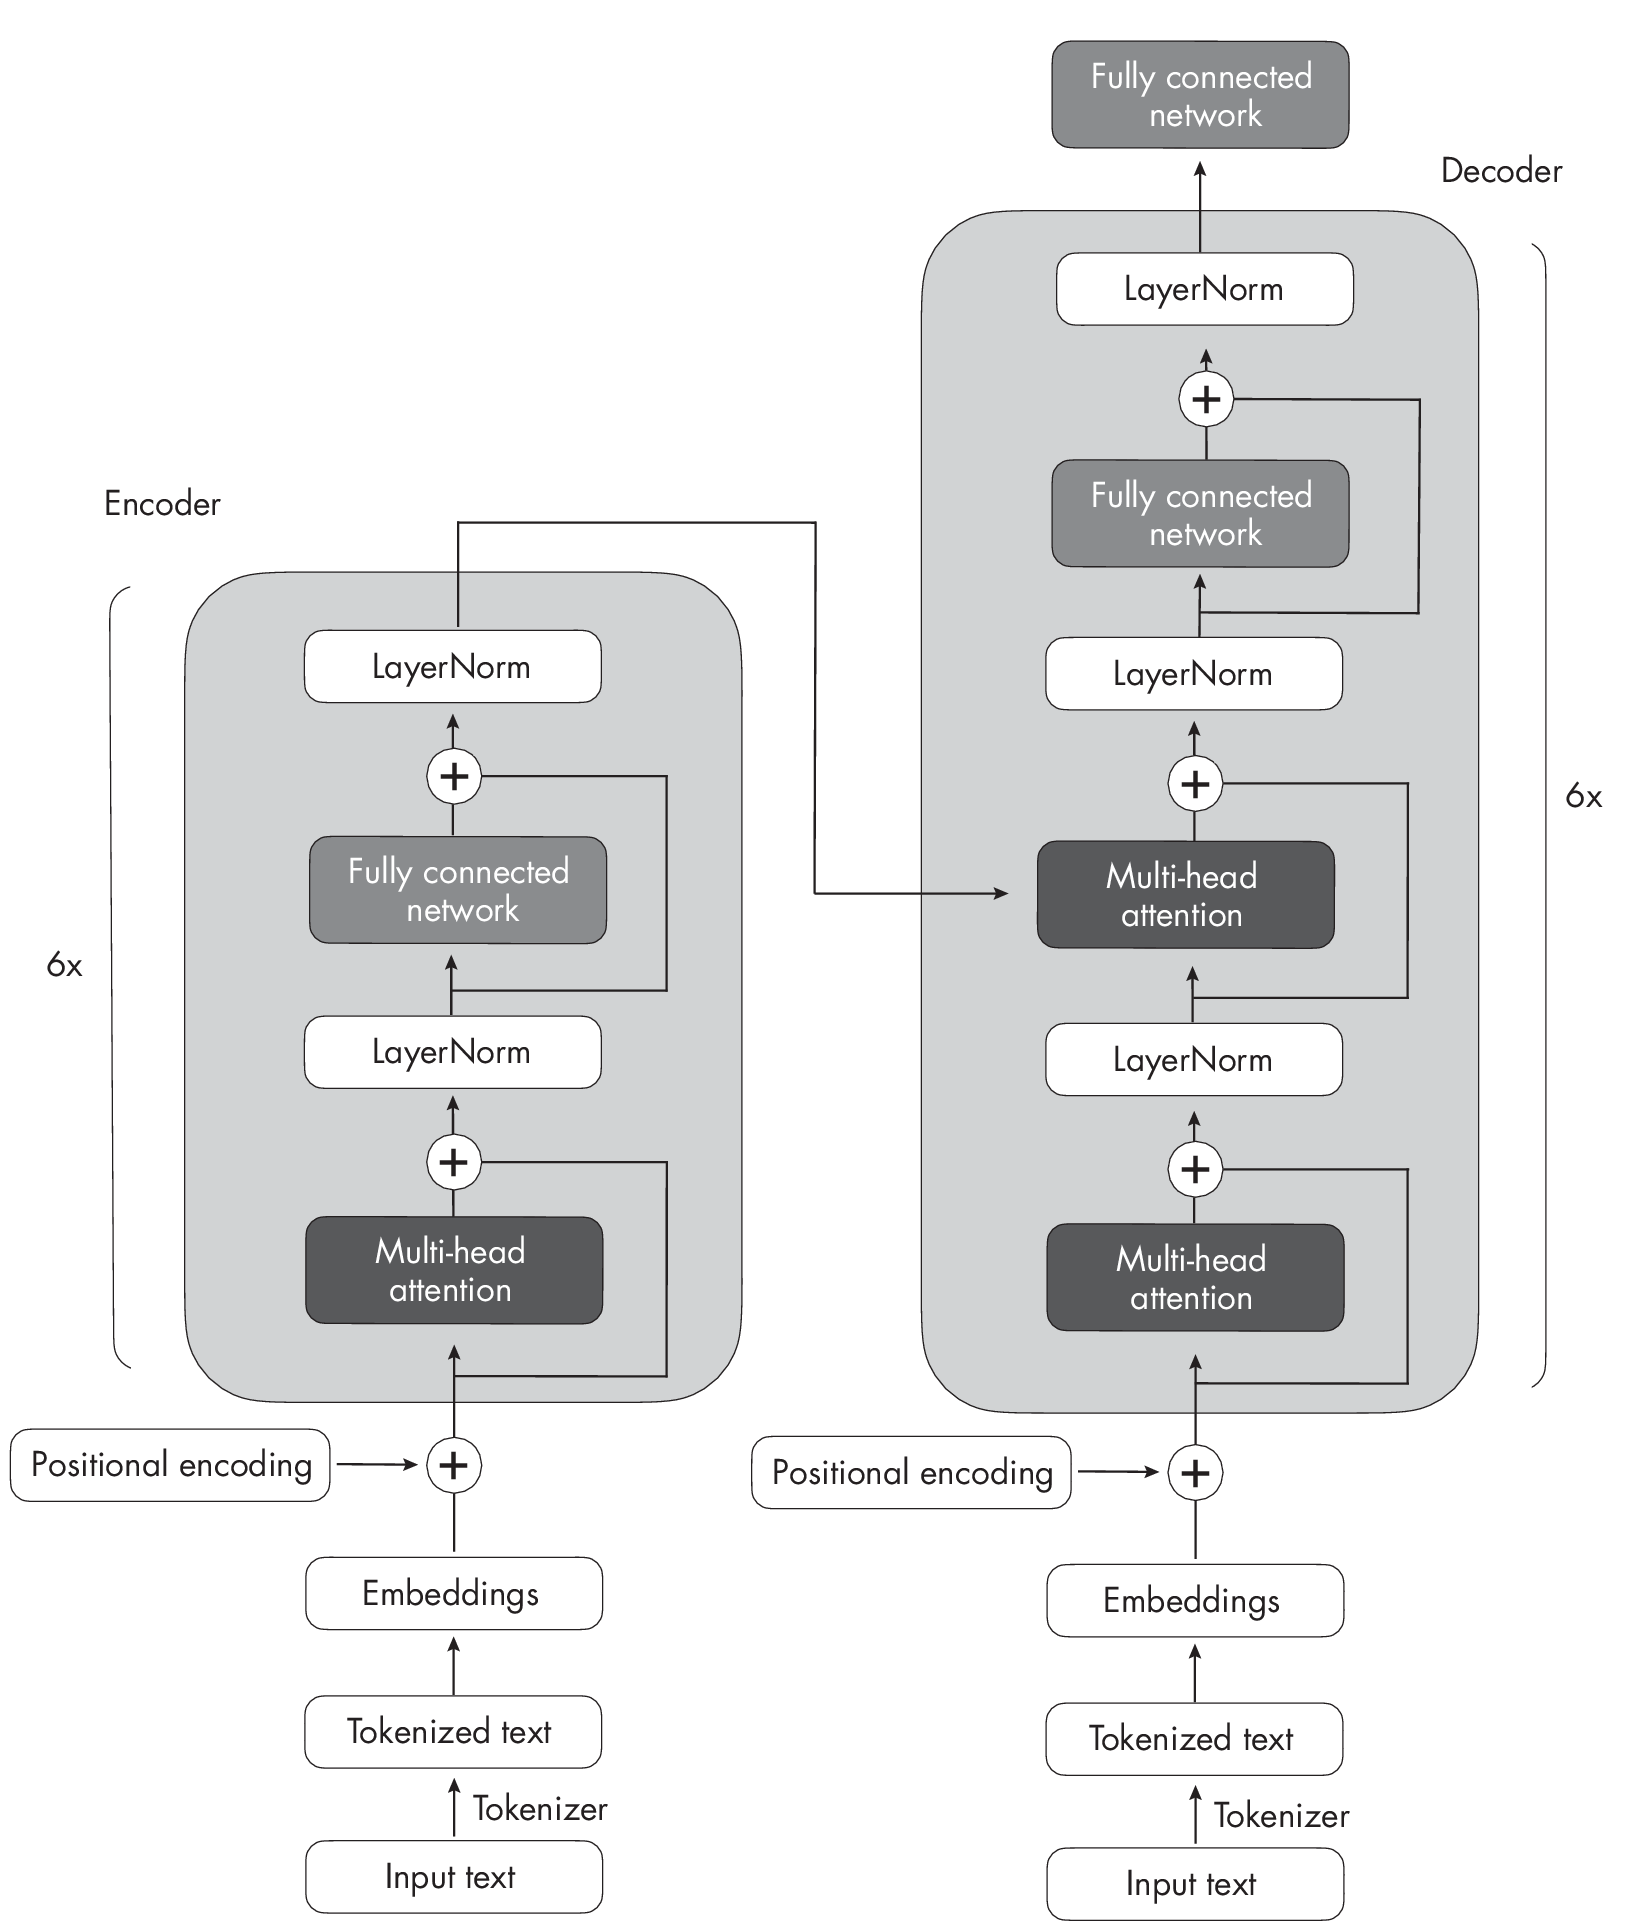 Fully connected
network
Decoder
LayerNorm
Fully connected
network
LayerNorm
Multi-head
attention
LayerNorm
Multi-head
attention
6x
Positional encoding
Embeddings
Tokenized text
Tokenizer
Input text
Encoder
LayerNorm
Fully connected
network
6x
LayerNorm
Multi-head
attention
Positional encoding
Embeddings
Tokenized text
Tokenizer
Input text